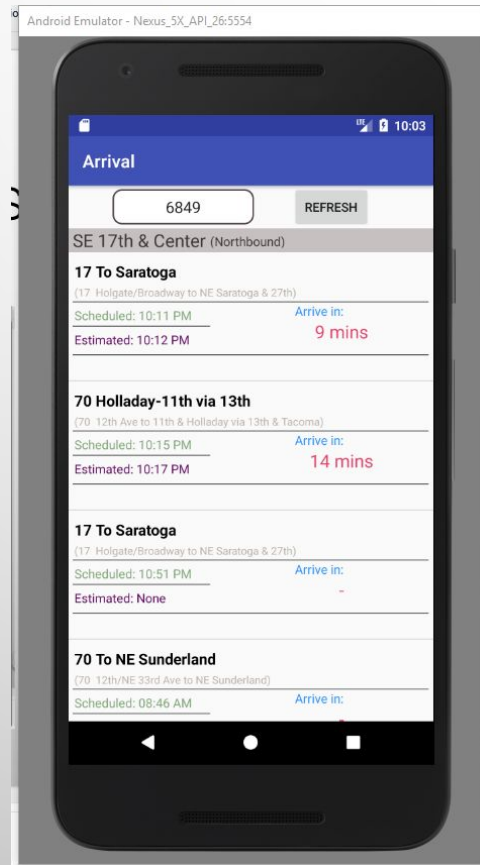 Android Emulator - Nexus_5X_API_26:5554
LTE 10:03
Arrival
6849 REFRESH
SE 17th & Center (Northbound)
17 To Saratoga
(17 Holgate/Broadway to NE Saratoga & 27th)
Scheduled: 10:11 PM Arrive in:
Estimated: 10:12 PM 9 mins
70 Holladay-11th via 13th
(70 12th Ave to 11th & Holladay via 13th & Tacoma)
Scheduled: 10:15 PM Arrive in:
Estimated: 10:17 PM 14 mins
17 To Saratoga
(17 Holgate/Broadway to NE Saratoga & 27th)
Scheduled: 10:51 PM Arrive in:
Estimated: None -
70 To NE Sunderland
(70 12th/NE 33rd Ave to NE Sunderland)
Scheduled: 08:46 AM Arrive in: